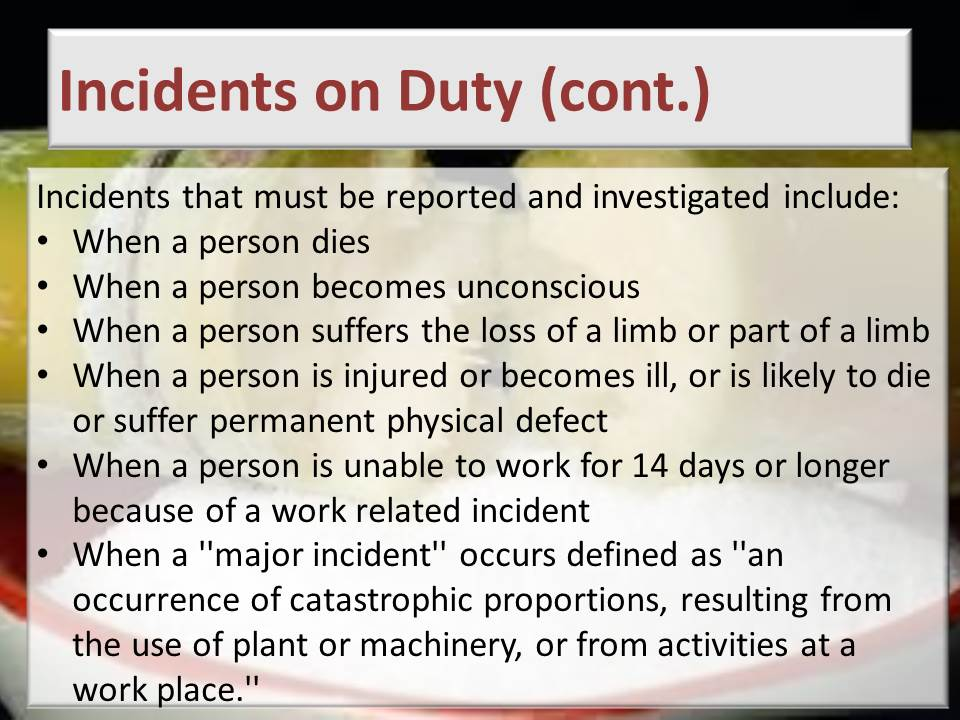 Incidents on Duty (cont.)
Incidents that must be reported and investigated include:
• When a person dies
• When a person becomes unconscious
• When a person suffers the loss of a limb or part of a limb
• When a person is injured or becomes ill, or is likely to die
or suffer permanent physical defect
• When a person is unable to work for 14 days or longer
because of a work related incident
• When a ''major incident'' occurs defined as ''an
occurrence of catastrophic proportions, resulting from
the use of plant or machinery, or from activities at a
work place.''